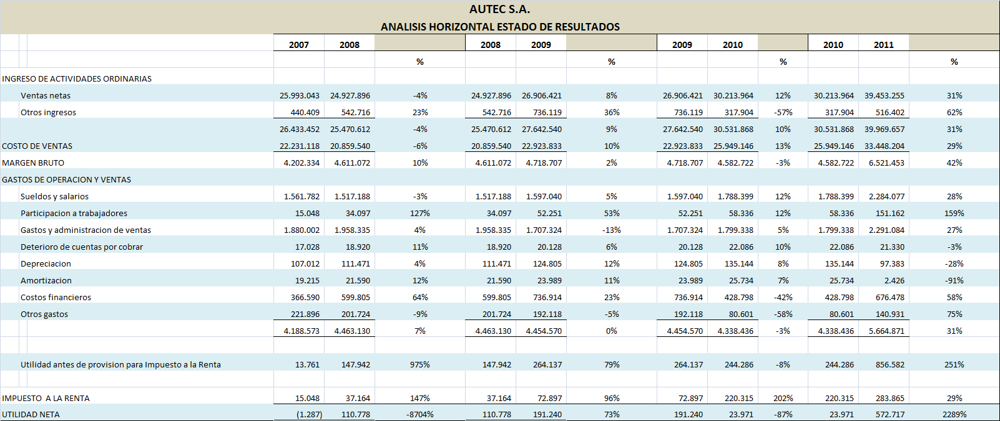 AUTEC S.A.
ANALISIS HORIZONTAL ESTADO DE RESULTADOS
2007 2008 2008 2009 2009 2010 2010 2011
% % % %
INGRESO DE ACTIVIDADES ORDINARIAS
Ventas netas 25.993.043 24.927.896 -4% 24.927.896 26.906.421 8% 26.906.421 30.213.964 12% 30.213.964 39.453.255 31%
Otros ingresos 440.409 542.716 23% 542.716 736.119 36% 736.119 317.904 -57% 317.904 516.402 62%
26.433.452 25.470.612 -4% 25.470.612 27.642.540 9% 27.642.540 30.531.868 10% 30.531.868 39.969.657 31%
COSTO DE VENTAS 22.231.118 20.859.540 -6% 20.859.540 22.923.833 10% 22.923.833 25.949.146 13% 25.949.146 33.448.204 29%
MARGEN BRUTO 4.202.334 4.611.072 10% 4.611.072 4.718.707 2% 4.718.707 4.582.722 -3% 4.582.722 6.521.453 42%
GASTOS DE OPERACION Y VENTAS
Sueldos y salarios 1.561.782 1.517.188 -3% 1.517.188 1.597.040 5% 1.597.040 1.788.399 12% 1.788.399 2.284.077 28%
Participacion a trabajadores 15.048 34.097 127% 34.097 52.251 53% 52.251 58.336 12% 58.336 151.162 159%
Gastos y administracion de ventas 1.880.002 1.958.335 4% 1.958.335 1.707.324 -13% 1.707.324 1.799.338 5% 1.799.338 2.291.084 27%
Deterioro de cuentas por cobrar 17.028 18.920 11% 18.920 20.128 6% 20.128 22.086 10% 22.086 21.330 -3%
Depreciacion 107.012 111.471 4% 111.471 124.805 12% 124.805 135.144 8% 135.144 97.383 -28%
Amortizacion 19.215 21.590 12% 21.590 23.989 11% 23.989 25.734 7% 25.734 2.426 -91%
Costos financieros 366.590 599.805 64% 599.805 736.914 23% 736.914 428.798 -42% 428.798 676.478 58%
Otros gastos 221.896 201.724 -9% 201.724 192.118 -5% 192.118 80.601 -58% 80.601 140.931 75%
4.188.573 4.463.130 7% 4.463.130 4.454.570 0% 4.454.570 4.338.436 -3% 4.338.436 5.664.871 31%
Utilidad antes de provision para Impuesto a la Renta 13.761 147.942 975% 147.942 264.137 79% 264.137 244.286 -8% 244.286 856.582 251%
IMPUESTO A LA RENTA 15.048 37.164 147% 37.164 72.897 96% 72.897 220.315 202% 220.315 283.865 29%
UTILIDAD NETA (1.287) 110.778 -8704% 110.778 191.240 73% 191.240 23.971 -87% 23.971 572.717 2289%